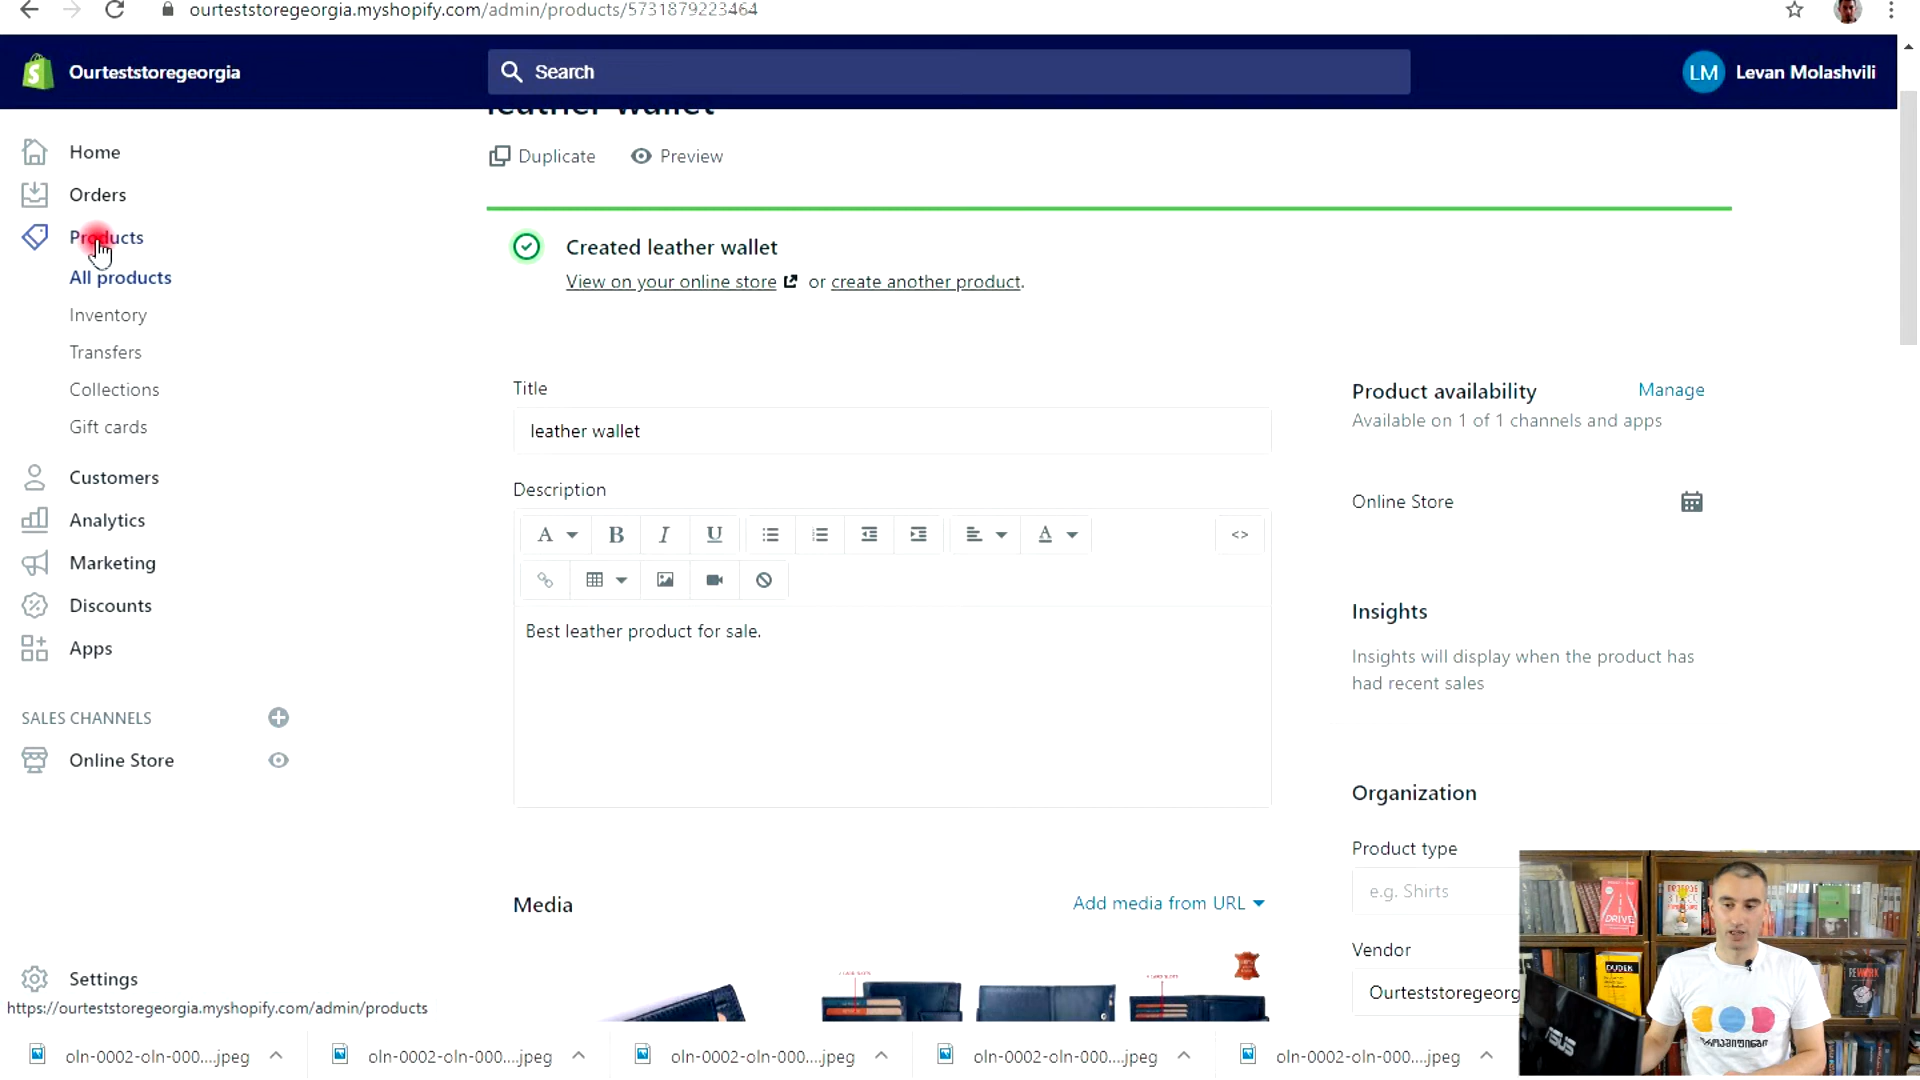 ourteststoregeorgia.myshopify.com/admin/products/5731879223464
Ourteststoregeorgia
Search
LM
Levan Molashvili
leather wallet
Home
Duplicate
Preview
Orders
Products
Created leather wallet
All products
View on your online store or create another product.
Inventory
Transfers
Title
Product availability
Manage
Collections
Available on 1 of 1 channels and apps
Gift cards
leather wallet
Customers
Description
Online Store
Analytics
A B I U A <>
Marketing
Discounts
Insights
Best leather product for sale.
Apps
Insights will display when the product has
had recent sales
SALES CHANNELS
Online Store
Organization
Product type
e.g. Shirts
Media
Add media from URL
Vendor
Settings
Ourteststoregeorg
https://ourteststoregeorgia.myshopify.com/admin/products
oln-0002-oln-000....jpeg
oln-0002-oln-000....jpeg
oln-0002-oln-000....jpeg
oln-0002-oln-000....jpeg
oln-0002-oln-000....jpeg
DRIVE
DUDEK
REWORK
ASUS